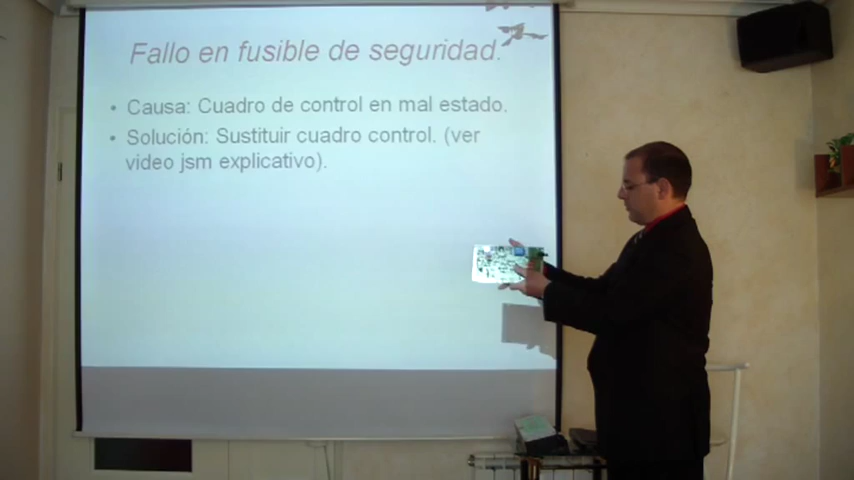 Fallo en fusible de seguridad.
• Causa: Cuadro de control en mal estado.
• Solución: Sustituir cuadro control. (ver
video jsm explicativo).